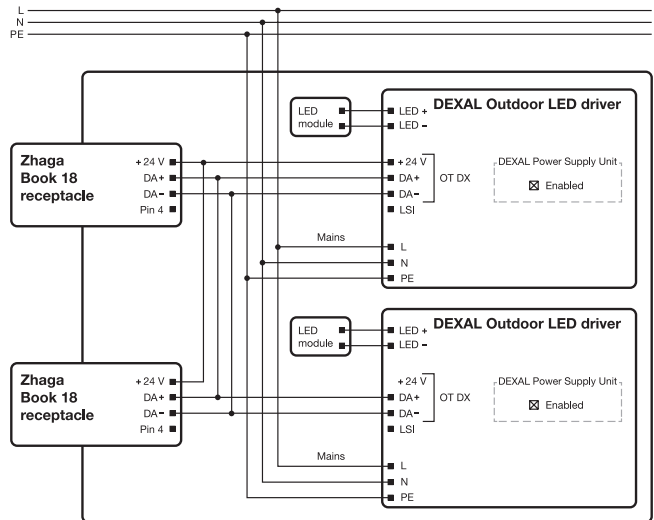 L
N
PE
DEXAL Outdoor LED driver
LED
module
LED +
LED –
Zhaga
Book 18
receptacle
+ 24 V
DA+
DA–
Pin 4
+ 24 V
DA+
DA–
LSI
OT DX
DEXAL Power Supply Unit
Enabled
Mains
L
N
PE
DEXAL Outdoor LED driver
LED
module
LED +
LED –
Zhaga
Book 18
receptacle
+ 24 V
DA+
DA–
Pin 4
+ 24 V
DA+
DA–
LSI
OT DX
DEXAL Power Supply Unit
Enabled
Mains
L
N
PE